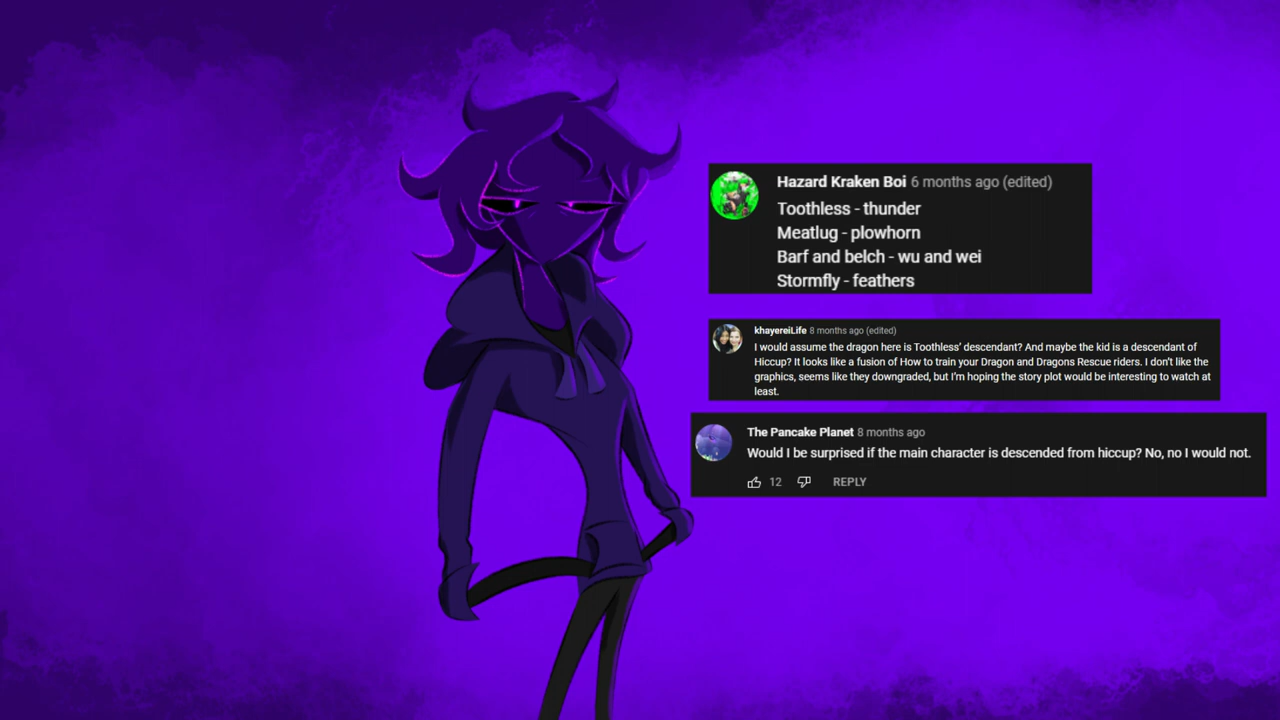 Hazard Kraken Boi 6 months ago (edited)
Toothless - thunder
Meatlug - plowhorn
Barf and belch - wu and wei
Stormfly - feathers
khayereiLife 8 months ago (edited)
I would assume the dragon here is Toothless' descendant? And maybe the kid is a descendant of
Hiccup? It looks like a fusion of How to train your Dragon and Dragons Rescue riders. I don't like the
graphics, seems like they downgraded, but I'm hoping the story plot would be interesting to watch at
least.
The Pancake Planet 8 months ago
Would I be surprised if the main character is descended from hiccup? No, no I would not.
12 REPLY